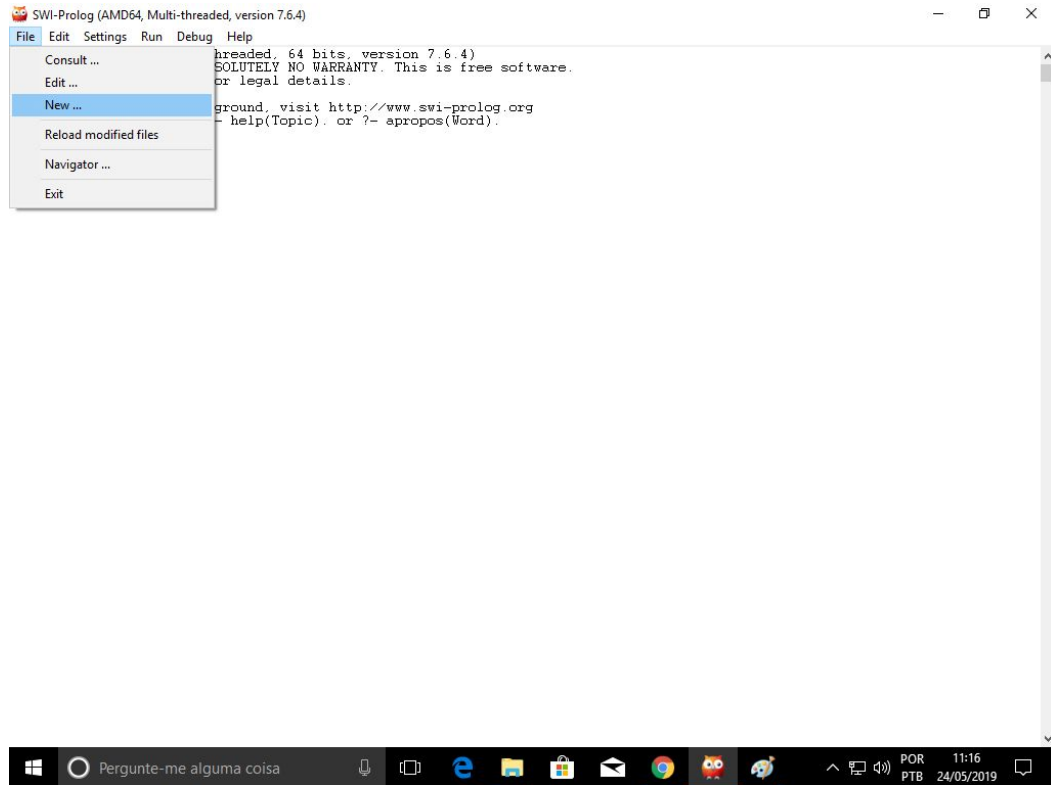 SWI-Prolog (AMD64, Multi-threaded, version 7.6.4)
File Edit Settings Run Debug Help
hreaded, 64 bits, version 7.6.4)
SOLUTELY NO WARRANTY. This is free software.
or legal details.
ground, visit http://www.swi-prolog.org
- help(Topic). or ?- apropos(Word).
Consult ...
Edit ...
New ...
Reload modified files
Navigator ...
Exit
Pergunte-me alguma coisa
POR
PTB
11:16
24/05/2019